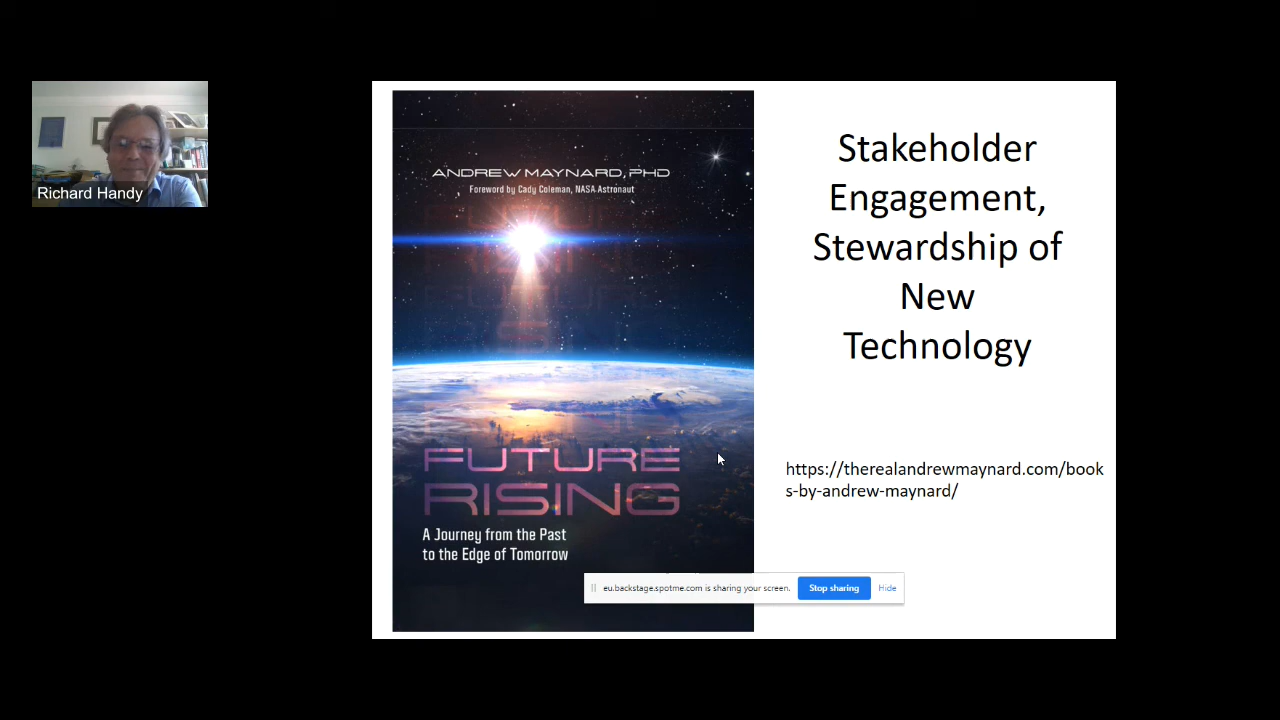 Richard Handy
ANDREW MAYNARD, PHD
Foreword by Cady Coleman, NASA Astronaut
FUTURE
RISING
A Journey from the Past
to the Edge of Tomorrow
Stakeholder
Engagement,
Stewardship of
New
Technology
https://therealandrewmaynard.com/book
s-by-andrew-maynard/
eu.backstage.spotme.com is sharing your screen.
Stop sharing
Hide